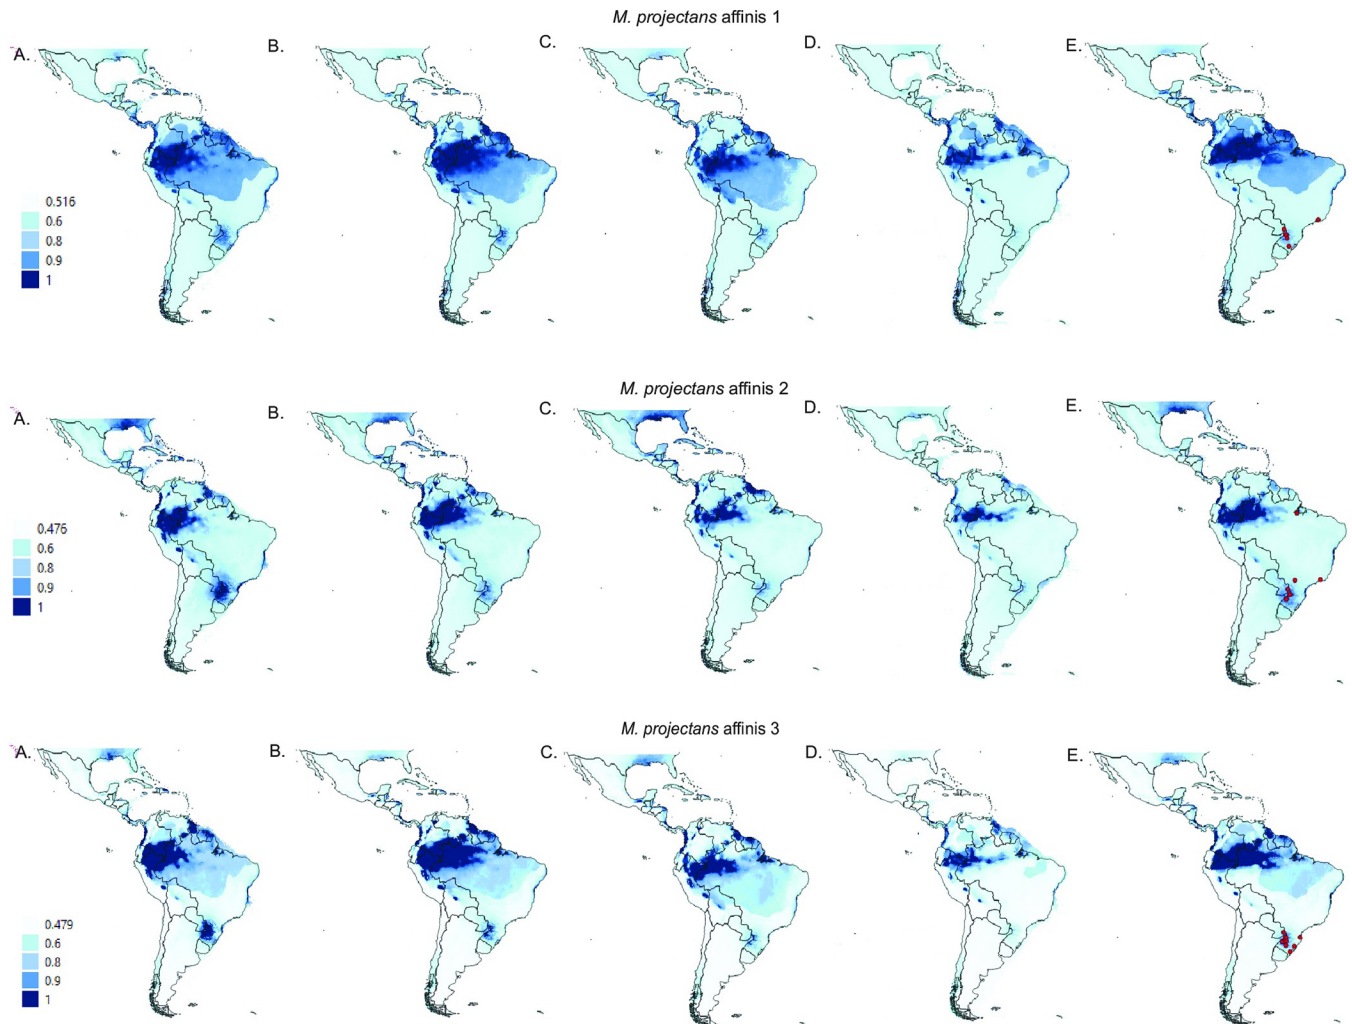 M. projectans affinis 1
A.
B.
C.
D.
E.
0.516
0.6
0.8
0.9
1
M. projectans affinis 2
A.
B.
C.
D.
E.
0.476
0.6
0.8
0.9
1
M. projectans affinis 3
A.
B.
C.
D.
E.
0.479
0.6
0.8
0.9
1